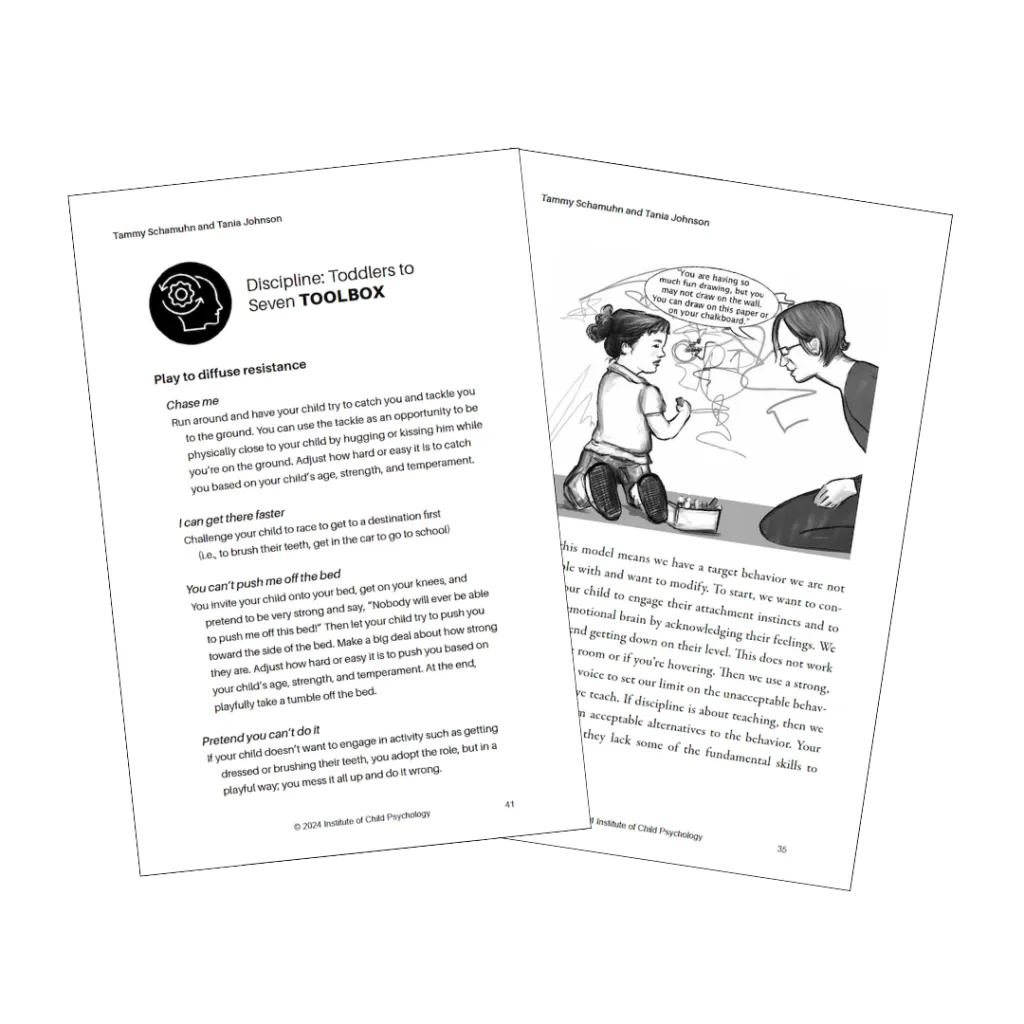 Tammy Schamuhn and Tania Johnson
Discipline: Toddlers to
Seven TOOLBOX
Play to diffuse resistance
Chase me
Run around and have your child try to catch you and tackle you
to the ground. You can use the tackle as an opportunity to be
physically close to your child by hugging or kissing him while
you're on the ground. Adjust how hard or easy it is to catch
you based on your child's age, strength, and temperament.
I can get there faster
Challenge your child to race to get to a destination first
(i.e., to brush their teeth, get in the car to go to school)
You can't push me off the bed
You invite your child onto your bed, get on your knees, and
pretend to be very strong and say, "Nobody will ever be able
to push me off this bed!" Then let your child try to push you
toward the side of the bed. Make a big deal about how strong
they are. Adjust how hard or easy it is to push you based on
your child's age, strength, and temperament. At the end,
playfully take a tumble off the bed.
Pretend you can't do it
If your child doesn't want to engage in activity such as getting
dressed or brushing their teeth, you adopt the role, but in a
playful way; you mess it all up and do it wrong.
41
© 2024 Institute of Child Psychology
Tammy Schamuhn and Tania Johnson
"You are having so
much fun drawing, but you
may not draw on the wall.
You can draw on this paper or
on your chalkboard."
this model means we have a target behavior we are not
with and want to modify. To start, we want to con-
your child to engage their attachment instincts and to
emotional brain by acknowledging their feelings. We
and getting down on their level. This does not work
room or if you're hovering. Then we use a strong,
voice to set our limit on the unacceptable behav-
we teach. If discipline is about teaching, then we
acceptable alternatives to the behavior. Your
they lack some of the fundamental skills to
Institute of Child Psychology
35